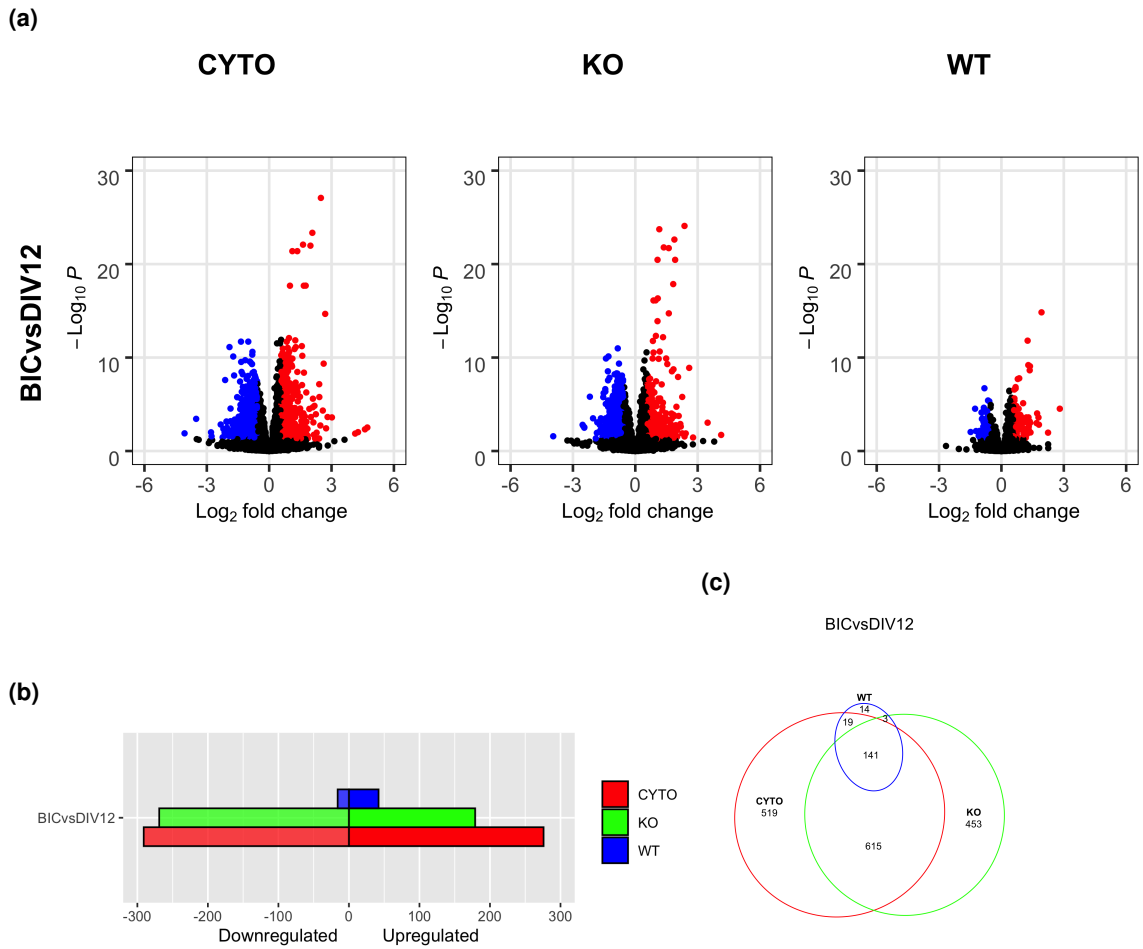 (a)
CYTO
KO
WT
BICvsDIV12
30
20
10
0
−Log10 P
-6 -3 0 3 6
Log2 fold change
30
20
10
0
−Log10 P
-6 -3 0 3 6
Log2 fold change
30
20
10
0
−Log10 P
-6 -3 0 3 6
Log2 fold change
(b)
BICvsDIV12
-300 -200 -100 0 100 200 300
Downregulated Upregulated
CYTO
KO
WT
(c)
BICvsDIV12
WT
14
19
3
141
CYTO
519
KO
453
615